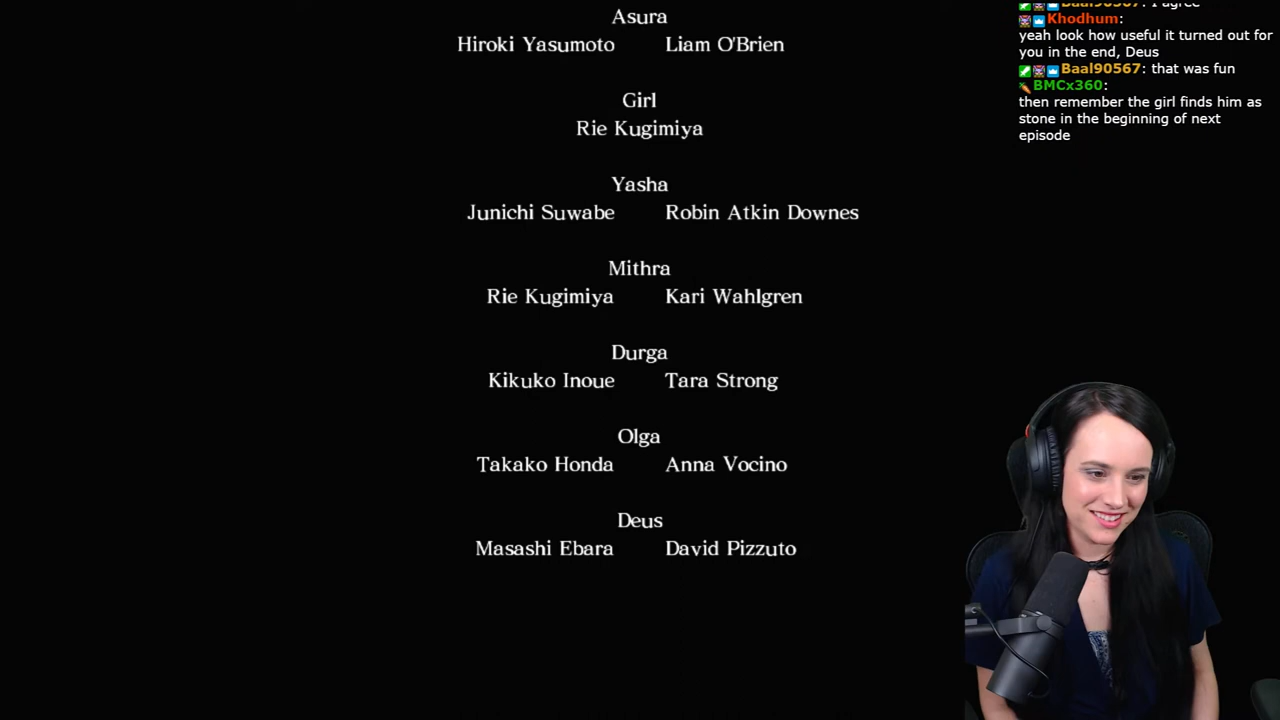 Asura
Hiroki Yasumoto Liam O'Brien
Girl
Rie Kugimiya
Yasha
Junichi Suwabe Robin Atkin Downes
Mithra
Rie Kugimiya Kari Wahlgren
Durga
Kikuko Inoue Tara Strong
Olga
Takako Honda Anna Vocino
Deus
Masashi Ebara David Pizzuto
Baal90567: I agree
Khodhum:
yeah look how useful it turned out for
you in the end, Deus
Baal90567: that was fun
BMCx360:
then remember the girl finds him as
stone in the beginning of next
episode